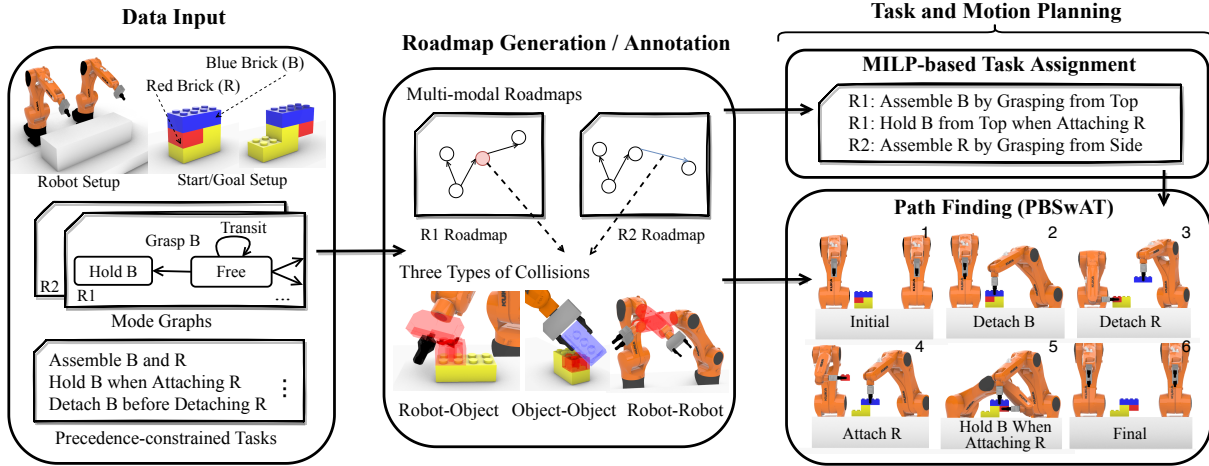 Data Input
Blue Brick (B)
Red Brick (R)
Robot Setup
Start/Goal Setup
Transit
Grasp B
Hold B
Free
R2
R1
...
Mode Graphs
Assemble B and R
Hold B when Attaching R
Detach B before Detaching R
⋮
Precedence-constrained Tasks
Roadmap Generation / Annotation
Multi-modal Roadmaps
R1 Roadmap
R2 Roadmap
Three Types of Collisions
Robot-Object
Object-Object
Robot-Robot
Task and Motion Planning
MILP-based Task Assignment
R1: Assemble B by Grasping from Top
R1: Hold B from Top when Attaching R
R2: Assemble R by Grasping from Side
Path Finding (PBSwAT)
1
2
3
Initial
Detach B
Detach R
4
5
6
Attach R
Hold B When
Attaching R
Final